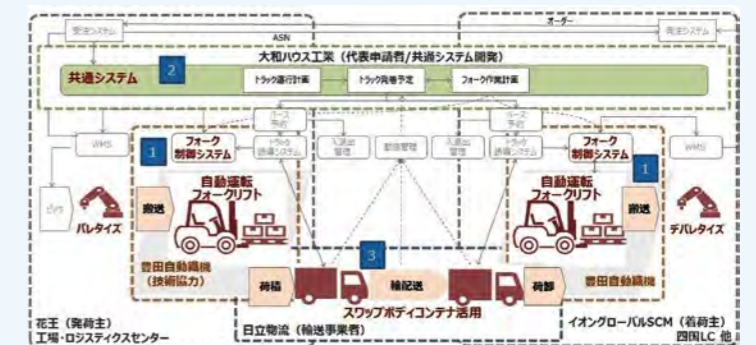 受注システム
オーダー
発注システム
ASN
大和ハウス工業（代表申請者/共通システム開発）
共通システム
2
トラック運行計画
トラック発着予定
フォーク作業計画
バース
予約
バース
予約
WMS
1
フォーク
制御システム
トラック
誘導システム
入退出
管理
動態管理
入退出
管理
トラック
誘導システム
フォーク
制御システム
1
WMS
自動運転
フォークリフト
自動運転
フォークリフト
搬送
搬送
パレタイズ
デパレタイズ
豊田自動織機
（技術協力）
3
荷積
輸配送
荷卸
豊田自動織機
スワップボディコンテナ活用
花王（発荷主）
工場・ロジスティクスセンター
日立物流（輸送事業者）
イオングローバルSCM（着荷主）
四国LC 他